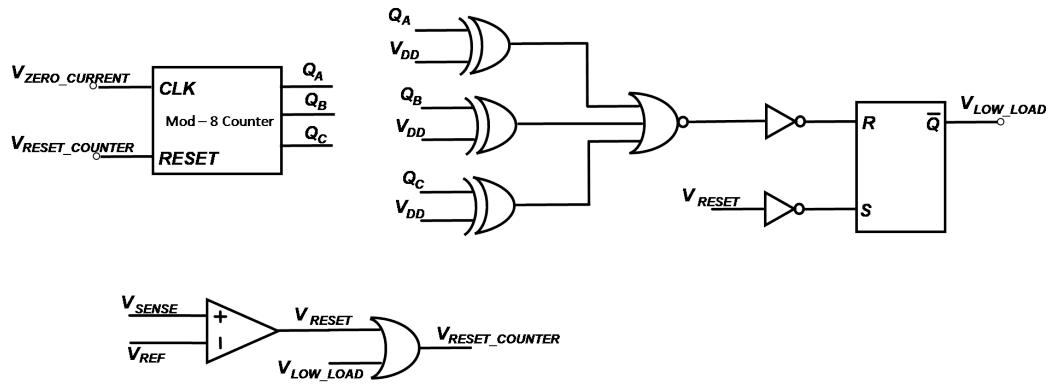 V_ZERO_CURRENT
CLK
Mod – 8 Counter
V_RESET_COUNTER
RESET
Q_A
Q_B
Q_C
Q_A
V_DD
Q_B
V_DD
Q_C
V_DD
V_RESET
R
S
Q̅
V_LOW_LOAD
V_SENSE
+
–
V_REF
V_RESET
V_LOW_LOAD
V_RESET_COUNTER